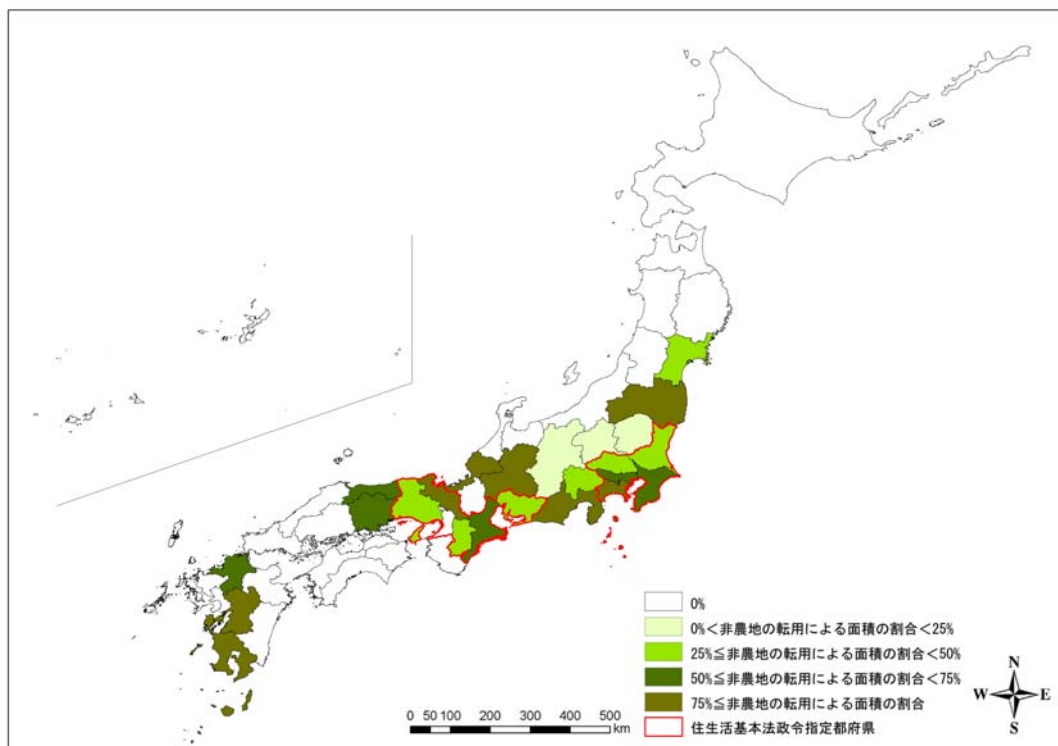 0%
0%<非農地の転用による面積の割合<25%
25%≦非農地の転用による面積の割合<50%
50%≦非農地の転用による面積の割合<75%
75%≦非農地の転用による面積の割合
住生活基本法政令指定都府県
0 50 100 200 300 400 500
km
N
W E
S